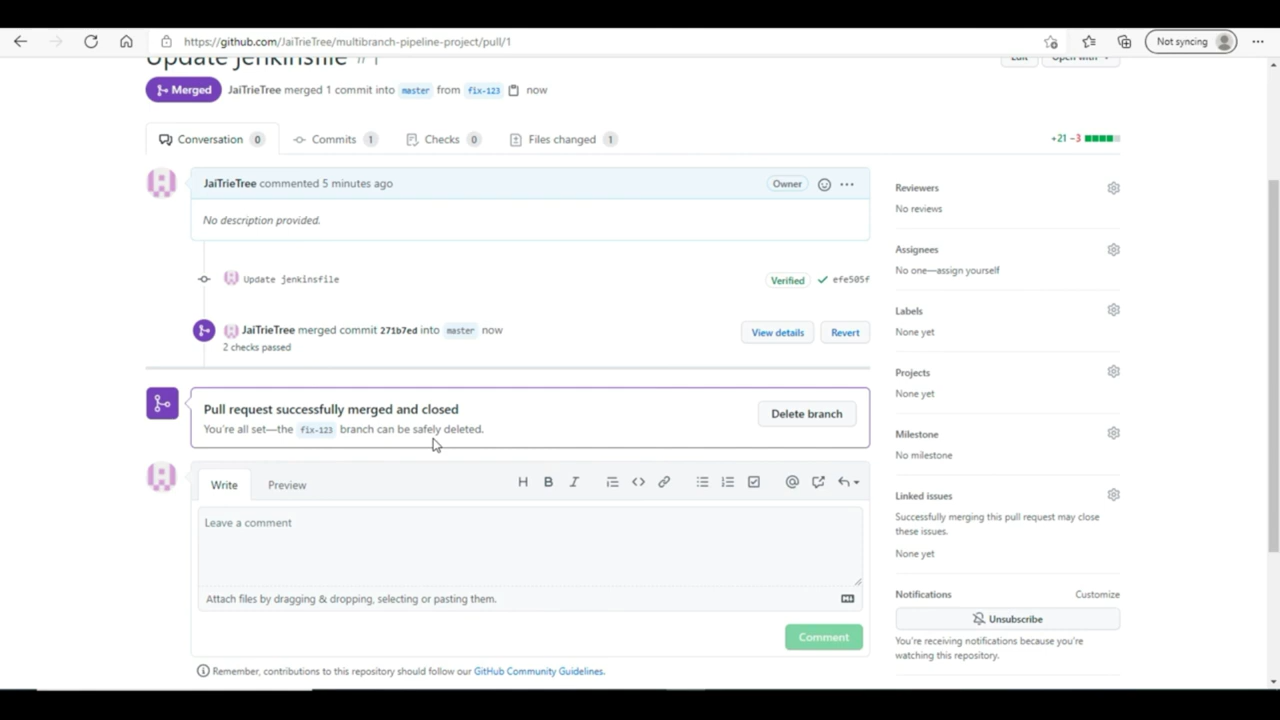 https://github.com/JaiTrieTree/multibranch-pipeline-project/pull/1
Not syncing
Update jenkinsfile #1
Edit
Open with
Merged
JaiTrieTree merged 1 commit into master from fix-123 now
Conversation 0
Commits 1
Checks 0
Files changed 1
+21 −3
JaiTrieTree commented 5 minutes ago
Owner
No description provided.
Update jenkinsfile
Verified
efe505f
JaiTrieTree merged commit 271b7ed into master now
2 checks passed
View details
Revert
Pull request successfully merged and closed
You're all set—the fix-123 branch can be safely deleted.
Delete branch
Write
Preview
H B I
Leave a comment
Attach files by dragging & dropping, selecting or pasting them.
Comment
Remember, contributions to this repository should follow our GitHub Community Guidelines.
Reviewers
No reviews
Assignees
No one—assign yourself
Labels
None yet
Projects
None yet
Milestone
No milestone
Linked issues
Successfully merging this pull request may close
these issues.
None yet
Notifications
Customize
Unsubscribe
You're receiving notifications because you're
watching this repository.